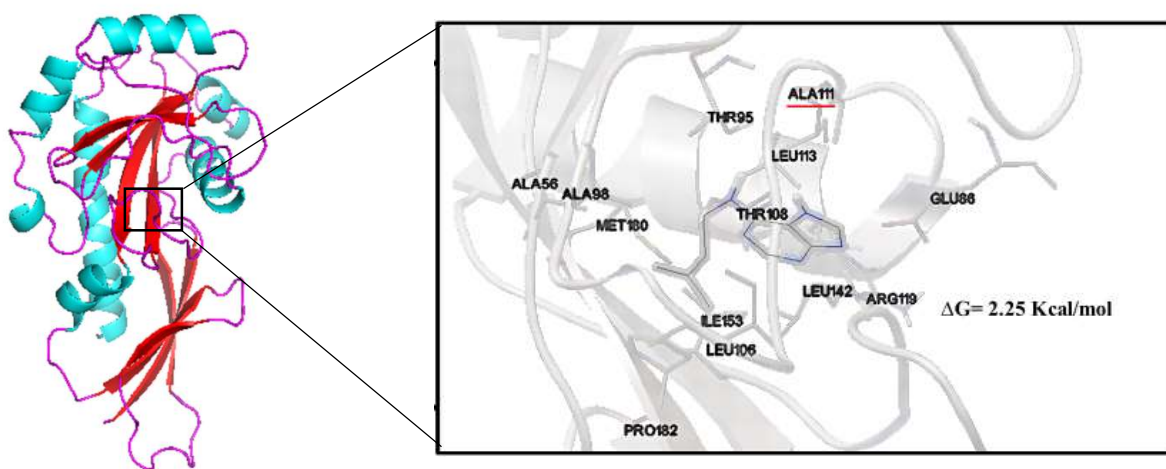 ALA111
THR95
LEU113
ALA56
ALA98
GLU86
THR108
MET180
LEU142
ARG119
ΔG= 2.25 Kcal/mol
ILE153
LEU106
PRO182